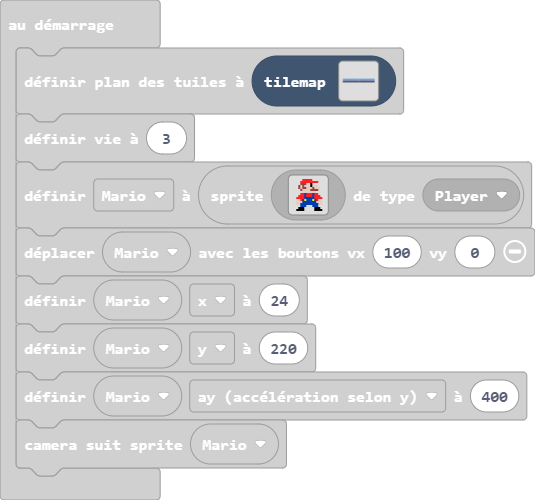 au démarrage
définir plan des tuiles à tilemap
définir vie à 3
définir Mario à sprite de type Player
déplacer Mario avec les boutons vx 100 vy 0
définir Mario x à 24
définir Mario y à 220
définir Mario ay (accélération selon y) à 400
camera suit sprite Mario